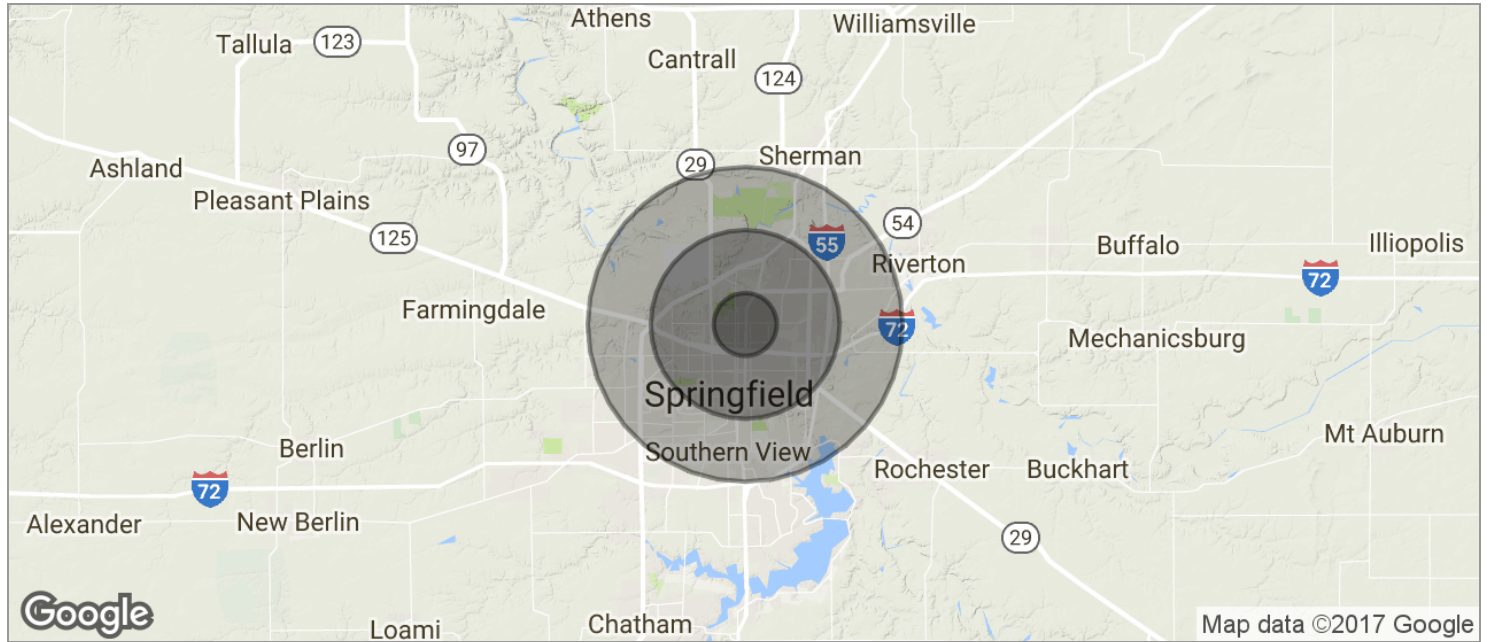 Athens
Williamsville
Tallula
123
Cantrall
124
97
29
Sherman
Ashland
Pleasant Plains
54
125
55
Buffalo
Illiopolis
Riverton
72
Farmingdale
72
Mechanicsburg
Springfield
Mt Auburn
Berlin
Southern View
Rochester
Buckhart
72
Alexander
New Berlin
29
Google
Chatham
Loami
Map data ©2017 Google